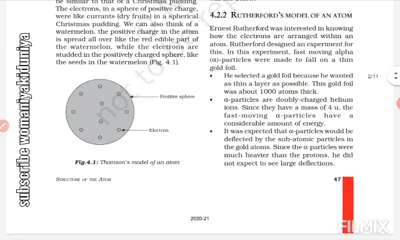 be similar to that of a Christmas pudding.
The electrons, in a sphere of positive charge,
were like currants (dry fruits) in a spherical
Christmas pudding. We can also think of a
watermelon, the positive charge in the atom
is spread all over like the red edible part of
the watermelon, while the electrons are
studded in the positively charged sphere, like
the seeds in the watermelon (Fig. 4.1).
Positive sphere
Electron
Fig.4.1: Thomson's model of an atom
STRUCTURE OF THE ATOM
4.2.2 RUTHERFORD'S MODEL OF AN ATOM
Ernest Rutherford was interested in knowing
how the electrons are arranged within an
atom. Rutherford designed an experiment for
this. In this experiment, fast moving alpha
(α)-particles were made to fall on a thin
gold foil.
• He selected a gold foil because he wanted
as thin a layer as possible. This gold foil
was about 1000 atoms thick.
• α-particles are doubly-charged helium
ions. Since they have a mass of 4 u, the
fast-moving α-particles have a
considerable amount of energy.
• It was expected that α-particles would be
deflected by the sub-atomic particles in
the gold atoms. Since the α-particles were
much heavier than the protons, he did
not expect to see large deflections.
47
2020-21
2/11
subscribe womaniyakiduniya
not to be
FILMIX